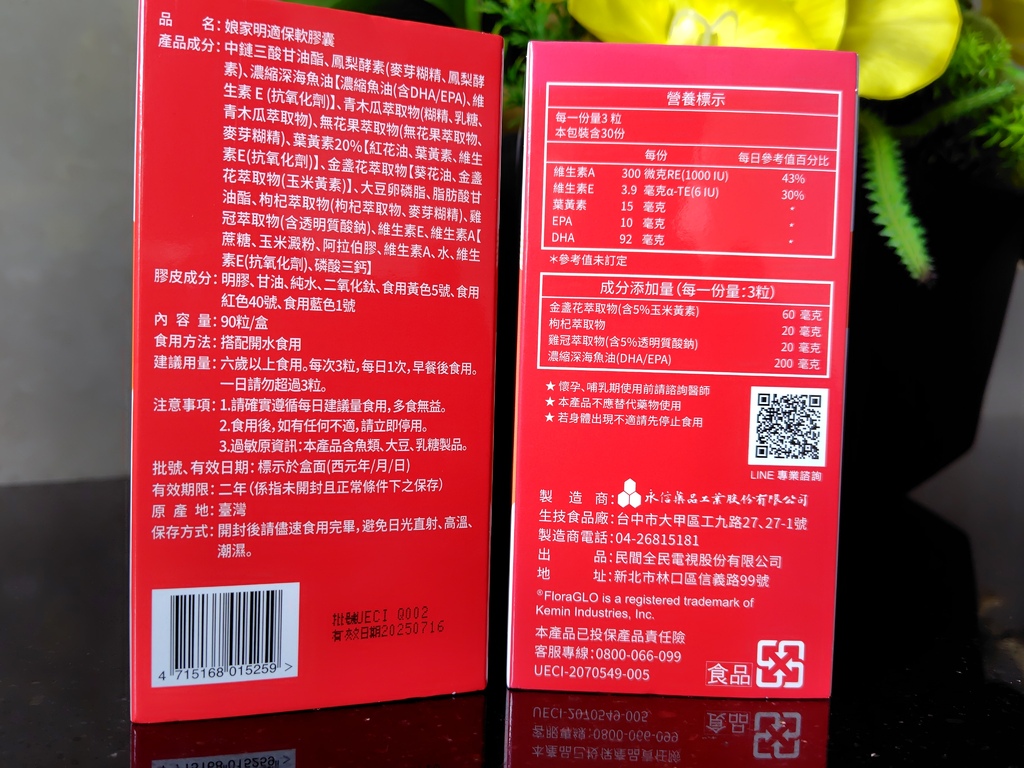 品 名:娘家明適保軟膠囊
產品成分:中鏈三酸甘油酯、鳳梨酵素(麥芽糊精、鳳梨酵
素)、濃縮深海魚油【濃縮魚油(含DHA/EPA)、維
生素E(抗氧化劑)】、青木瓜萃取物(糊精、乳糖、
青木瓜萃取物)、無花果萃取物(無花果萃取物、
麥芽糊精)、葉黃素20%【紅花油、葉黃素、維生
素E(抗氧化劑)】、金盞花萃取物【葵花油、金盞
花萃取物(玉米黃素)】、大豆卵磷脂、脂肪酸甘
油酯、枸杞萃取物(枸杞萃取物、麥芽糊精)、雞
冠萃取物(含透明質酸鈉)、維生素E、維生素A【
蔗糖、玉米澱粉、阿拉伯膠、維生素A、水、維生
素E(抗氧化劑)、磷酸三鈣】
膠皮成分:明膠、甘油、純水、二氧化鈦、食用黃色5號、食用
紅色40號、食用藍色1號
內 容 量:90粒/盒
食用方法:搭配開水食用
建議用量:六歲以上食用。每次3粒,每日1次,早餐後食用。
一日請勿超過3粒。
注意事項:1.請確實遵循每日建議量食用,多食無益。
2.食用後,如有任何不適,請立即停用。
3.過敏原資訊:本產品含魚類、大豆、乳糖製品。
批號、有效日期:標示於盒面(西元年/月/日)
有效期限:二年(係指未開封且正常條件下之保存)
原 產 地:臺灣
保存方式:開封後請儘速食用完畢,避免日光直射、高溫、
潮濕。
4 715168 015259 >
批號UECI Q002
有效日期20250716
營養標示
每一份量3 粒
本包裝含30份
每份 每日參考值百分比
維生素A 300 微克RE(1000 IU) 43%
維生素E 3.9 毫克α-TE(6 IU) 30%
葉黃素 15 毫克 *
EPA 10 毫克 *
DHA 92 毫克 *
*參考值未訂定
成分添加量(每一份量:3粒)
金盞花萃取物(含5%玉米黃素) 60 毫克
枸杞萃取物 20 毫克
雞冠萃取物(含5%透明質酸鈉) 20 毫克
濃縮深海魚油(DHA/EPA) 200 毫克
★ 懷孕、哺乳期使用前請諮詢醫師
★ 本產品不應替代藥物使用
★ 若身體出現不適請先停止食用
LINE 專業諮詢
製 造 商:永信藥品工業股份有限公司
生技食品廠:台中市大甲區工九路27、27-1號
製造商電話:04-26815181
出 品:民間全民電視股份有限公司
地 址:新北市林口區信義路99號
®FloraGLO is a registered trademark of
Kemin Industries, Inc.
本產品已投保產品責任險
客服專線:0800-066-099
UECI-2070549-005
食品